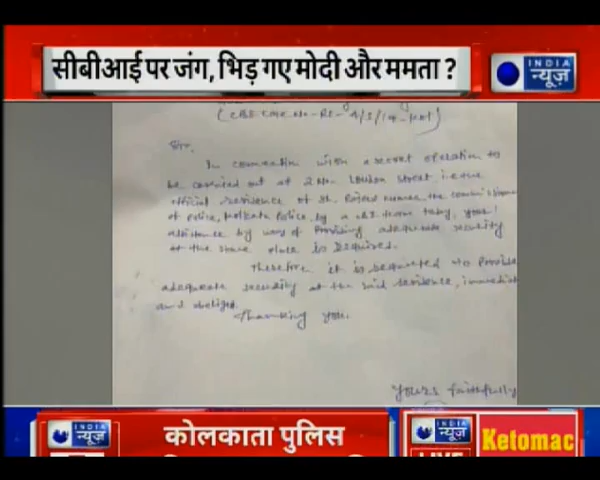 सीबीआई पर जंग, भिड़ गए मोदी और ममता ?
INDIA
न्यूज़
Sir,
In connection with a secret operation to
be carried out at 2 No. Loudon Street i.e. the
official residence of Sh. Rajeev Kumar, the Commissioner
of police, Kolkata Police, by a CBI team today, your
assistance by way of providing adequate security
at the above place is required.
Therefore it is requested to provide
adequate security at the said residence, immediat
and oblige.
Thanking you.
Yours faithfully
INDIA
न्यूज़
कोलकाता पुलिस
INDIA
न्यूज़
LIVE
Ketomac